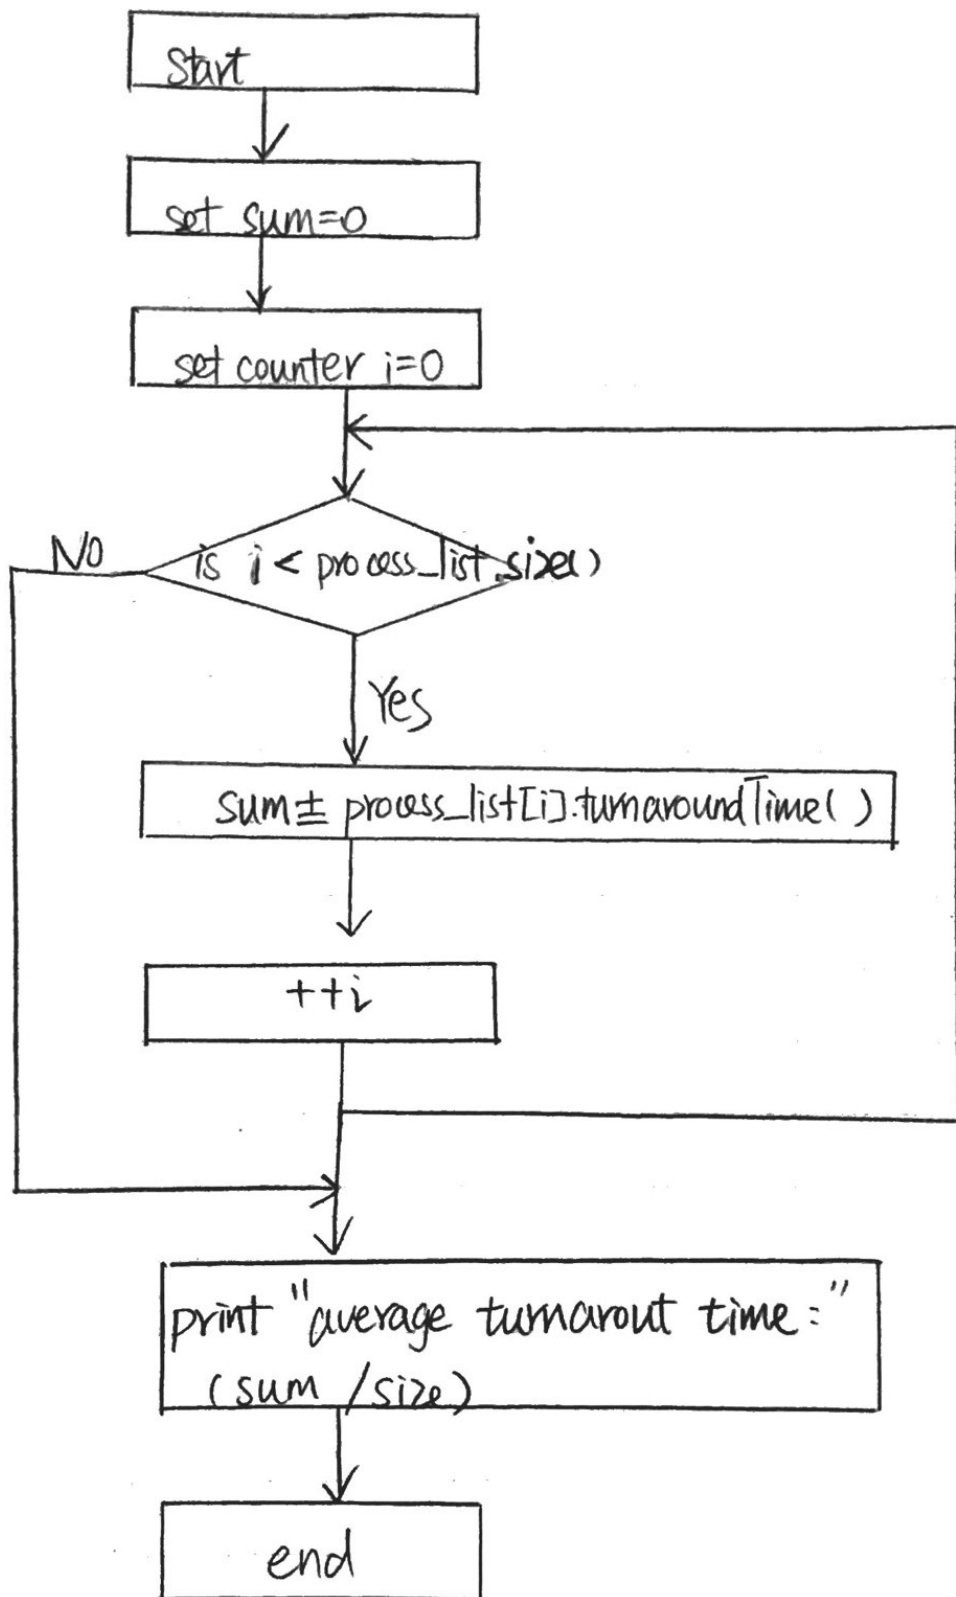 Start
set sum=0
set counter i=0
No
is i < process_list.size()
Yes
sum += process_list[i].turnaroundTime( )
++i
print "average turnarout time:"
(sum /size)
end